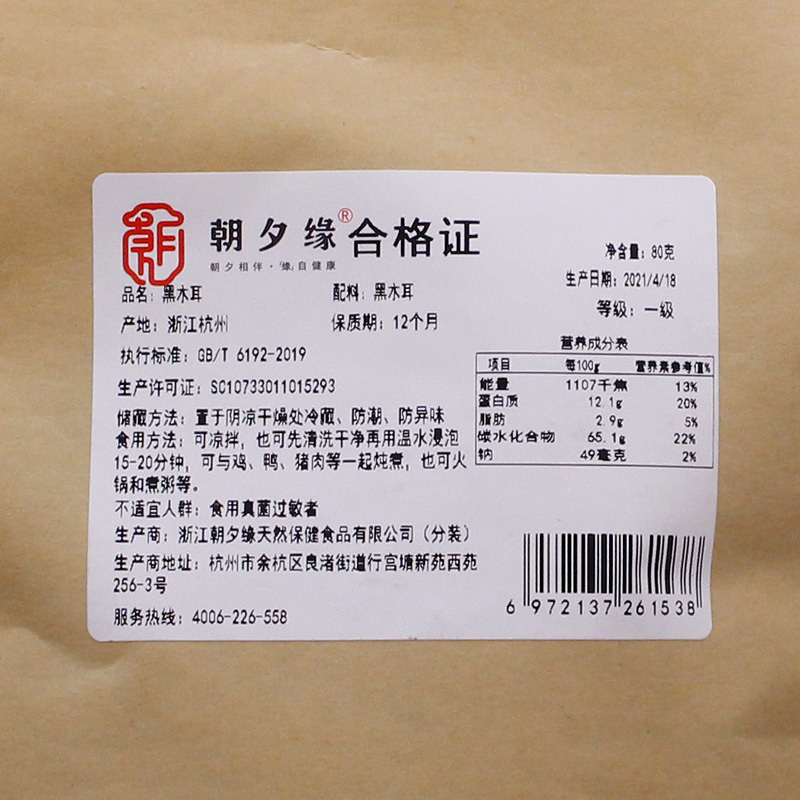 朝夕缘®合格证
朝夕相伴·「缘」自健康
净含量：80克
生产日期：2021/4/18
等级：一级
品名：黑木耳
配料：黑木耳
产地：浙江杭州
保质期：12个月
执行标准：GB/T 6192-2019
生产许可证：SC10733011015293
储藏方法：置于阴凉干燥处冷藏、防潮、防异味
食用方法：可凉拌，也可先清洗干净再用温水浸泡
15-20分钟，可与鸡、鸭、猪肉等一起炖煮，也可火
锅和煮粥等。
不适宜人群：食用真菌过敏者
生产商：浙江朝夕缘天然保健食品有限公司（分装）
生产商地址：杭州市余杭区良渚街道行宫塘新苑西苑
256-3号
服务热线：4006-226-558
营养成分表
项目 每100g 营养素参考值%
能量 1107千焦 13%
蛋白质 12.1g 20%
脂肪 2.9g 5%
碳水化合物 65.1g 22%
钠 49毫克 2%
6 972137 261538